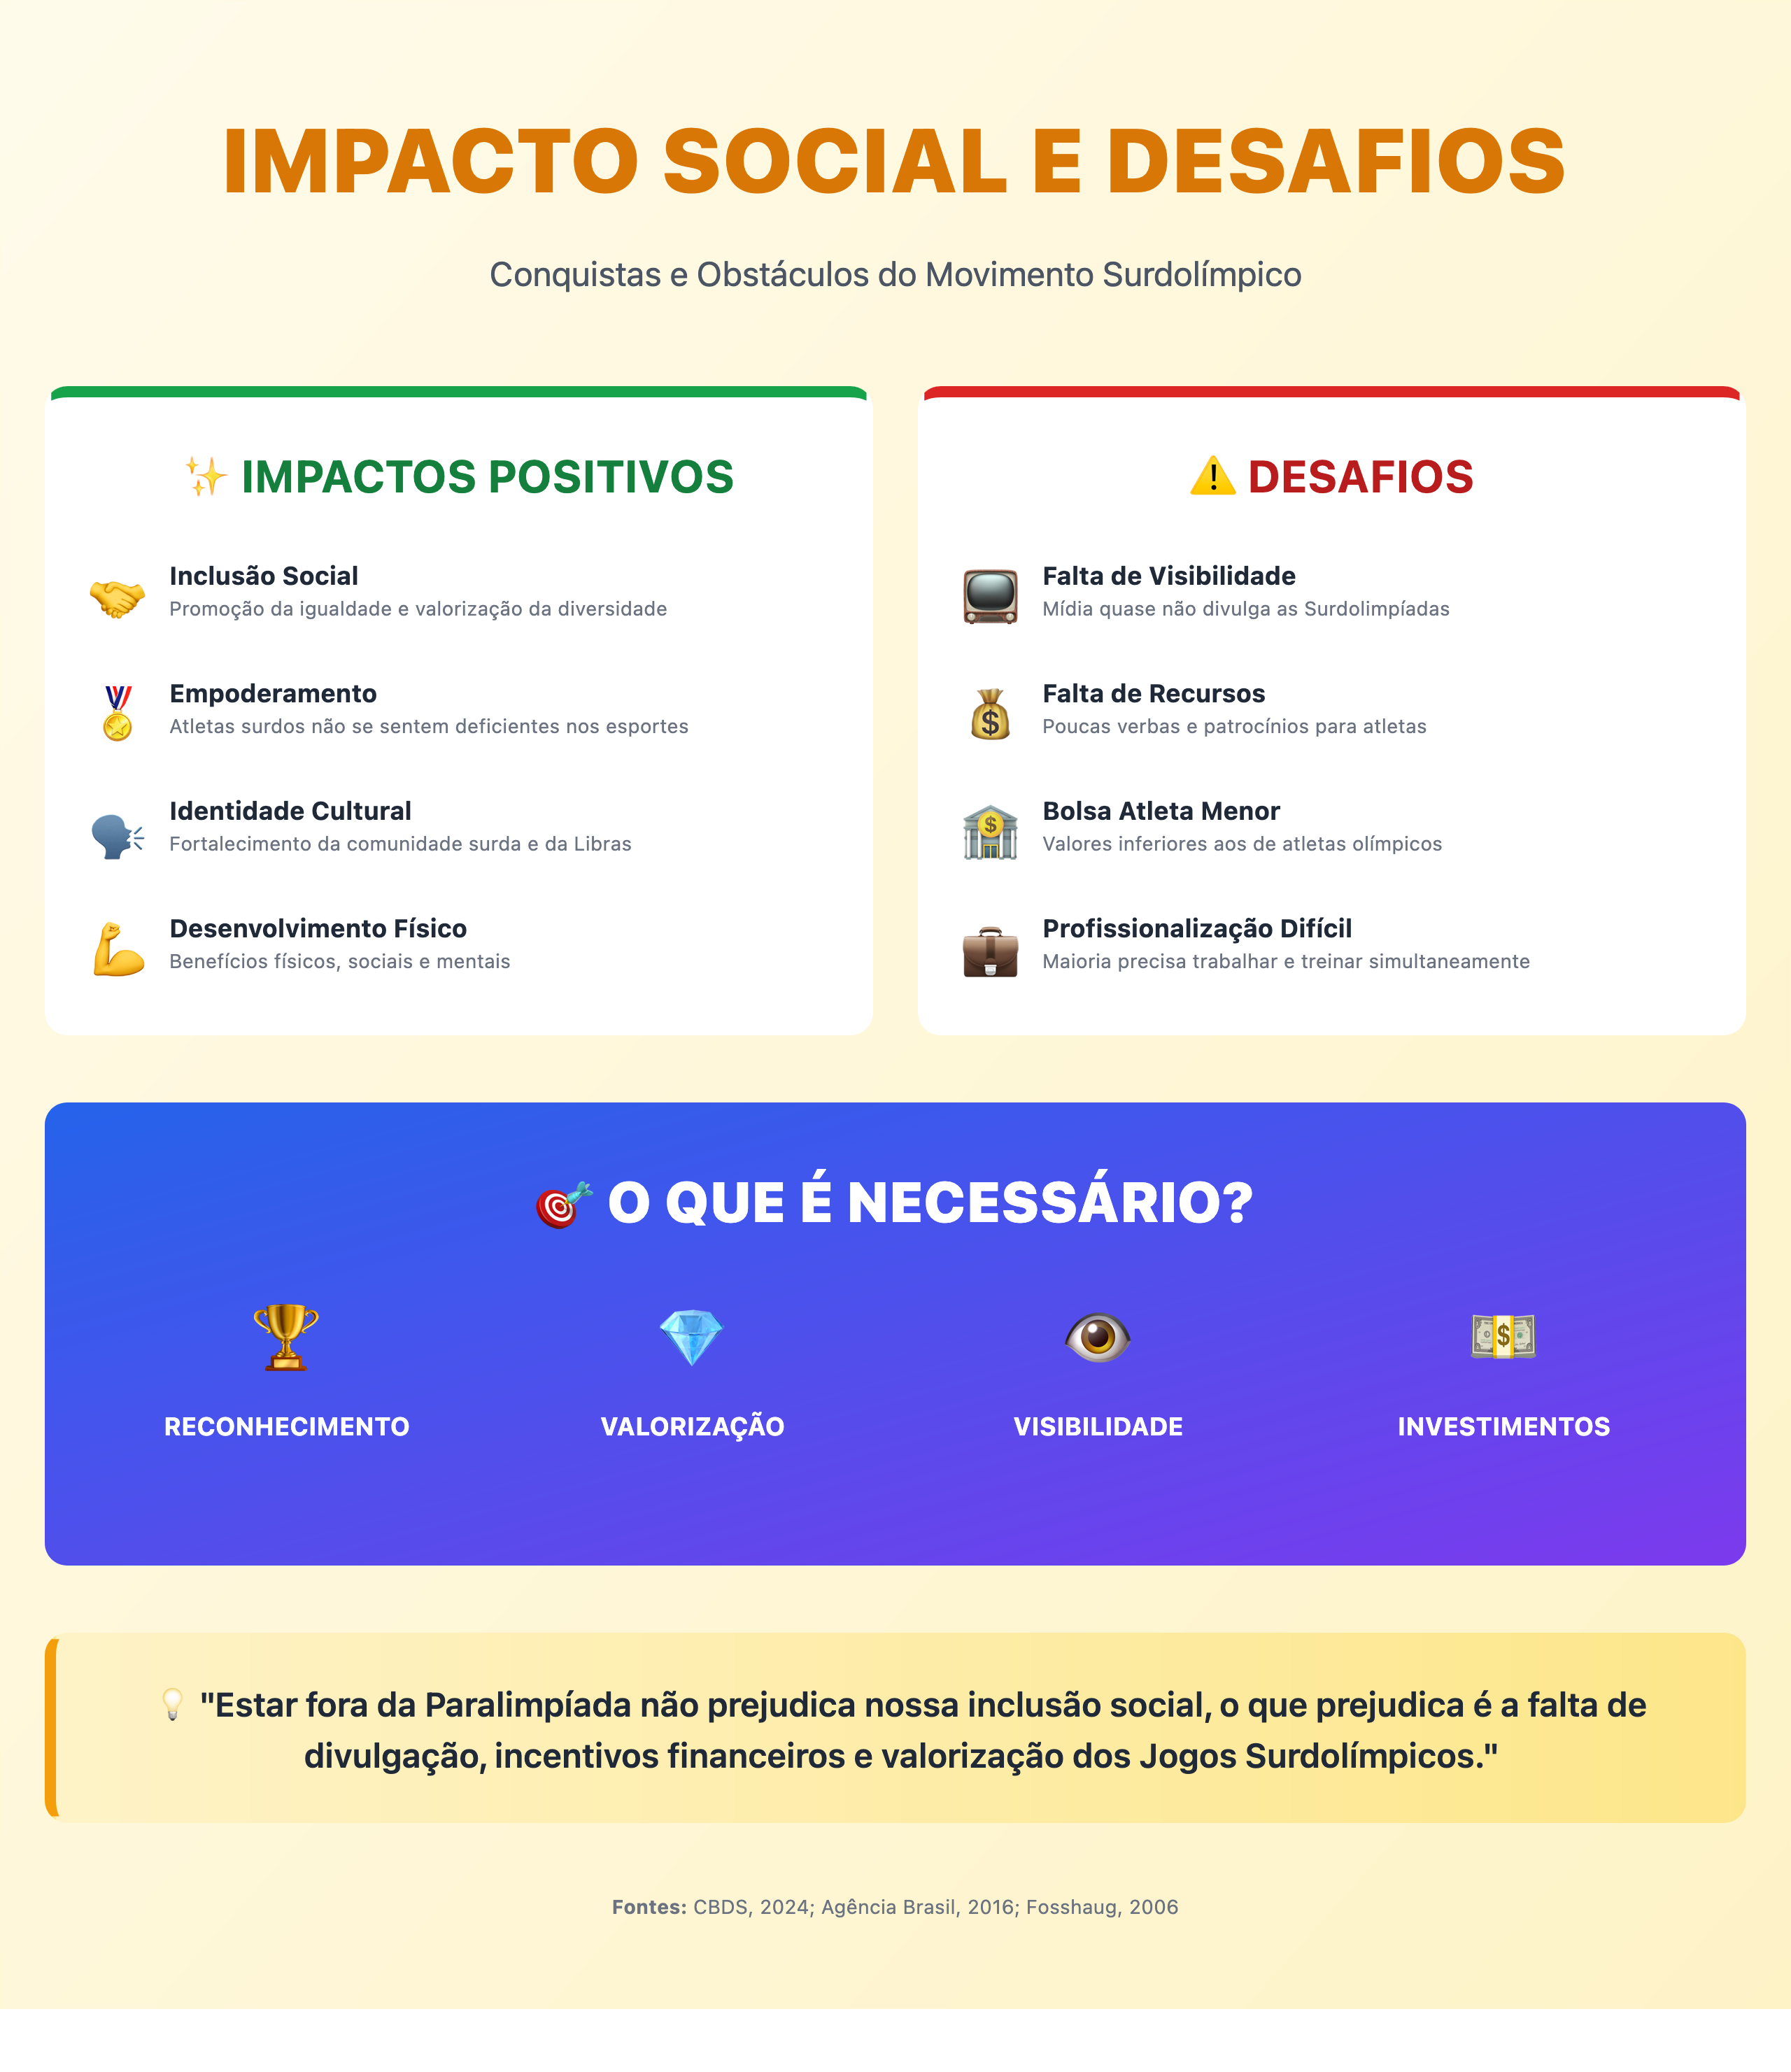 IMPACTO SOCIAL E DESAFIOS
Conquistas e Obstáculos do Movimento Surdolímpico
✨ IMPACTOS POSITIVOS
Inclusão Social
Promoção da igualdade e valorização da diversidade
Empoderamento
Atletas surdos não se sentem deficientes nos esportes
Identidade Cultural
Fortalecimento da comunidade surda e da Libras
Desenvolvimento Físico
Benefícios físicos, sociais e mentais
⚠️ DESAFIOS
Falta de Visibilidade
Mídia quase não divulga as Surdolimpíadas
Falta de Recursos
Poucas verbas e patrocínios para atletas
Bolsa Atleta Menor
Valores inferiores aos de atletas olímpicos
Profissionalização Difícil
Maioria precisa trabalhar e treinar simultaneamente
🎯 O QUE É NECESSÁRIO?
RECONHECIMENTO
VALORIZAÇÃO
VISIBILIDADE
INVESTIMENTOS
💡 "Estar fora da Paralimpíada não prejudica nossa inclusão social, o que prejudica é a falta de
divulgação, incentivos financeiros e valorização dos Jogos Surdolímpicos."
Fontes: CBDS, 2024; Agência Brasil, 2016; Fosshaug, 2006